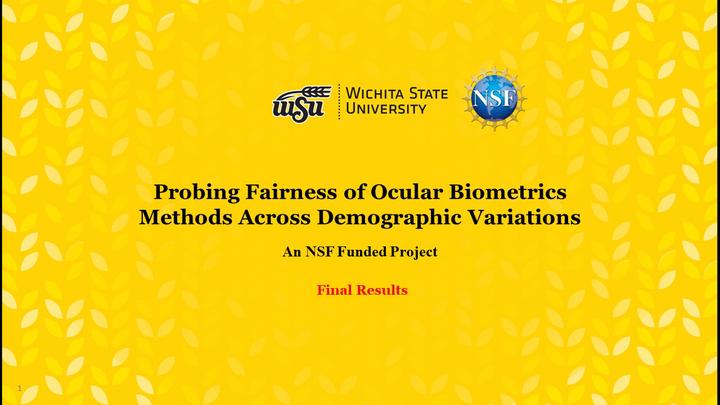 WSU
WICHITA STATE
UNIVERSITY
NSF
Probing Fairness of Ocular Biometrics
Methods Across Demographic Variations
An NSF Funded Project
Final Results
1